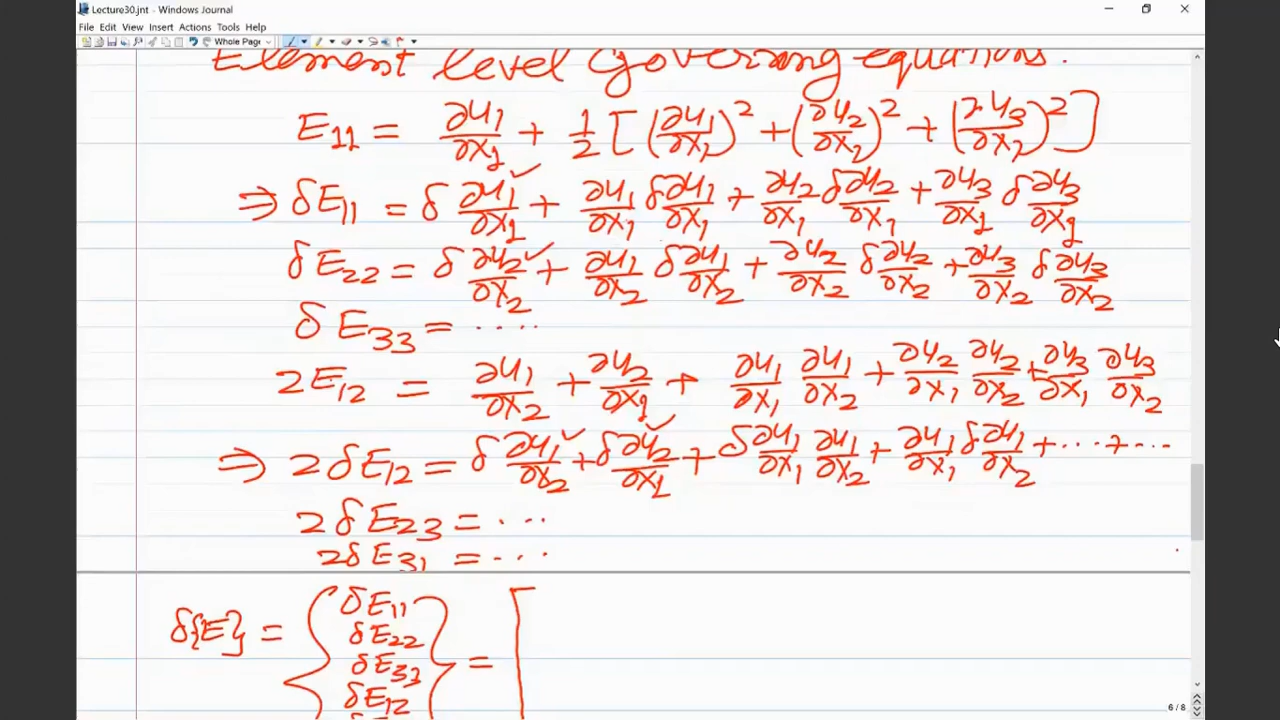 Lecture30.jnt - Windows Journal
File Edit View Insert Actions Tools Help
Whole Page
Element level Governing equations.
E₁₁ = ∂u₁/∂x₁ + 1/2 [(∂u₁/∂x₁)² + (∂u₂/∂x₂)² + (∂u₃/∂x₂)²]
⇒ δE₁₁ = δ ∂u₁/∂x₁ ✓ + ∂u₁/∂x₁ δ∂u₁/∂x₁ + ∂u₂/∂x₁ δ∂u₂/∂x₁ + ∂u₃/∂x₁ δ∂u₃/∂x₁
δE₂₂ = δ ∂u₂/∂x₂ ✓ + ∂u₁/∂x₂ δ∂u₁/∂x₂ + ∂u₂/∂x₂ δ∂u₂/∂x₂ + ∂u₃/∂x₂ δ∂u₃/∂x₂
δE₃₃ = ....
2E₁₂ = ∂u₁/∂x₂ + ∂u₂/∂x₁ + ∂u₁/∂x₁ ∂u₁/∂x₂ + ∂u₂/∂x₁ ∂u₂/∂x₂ + ∂u₃/∂x₁ ∂u₃/∂x₂
⇒ 2δE₁₂ = δ ∂u₁/∂x₂ ✓ + δ ∂u₂/∂x₁ ✓ + δ∂u₁/∂x₁ ∂u₁/∂x₂ + ∂u₁/∂x₁ δ∂u₁/∂x₂ + ... + ...
2δE₂₃ = ...
2δE₃₁ = ...
δE₁₁
δE₂₂
δ{E} = { } = [
δE₃₃
δE₁₂
6 / 8